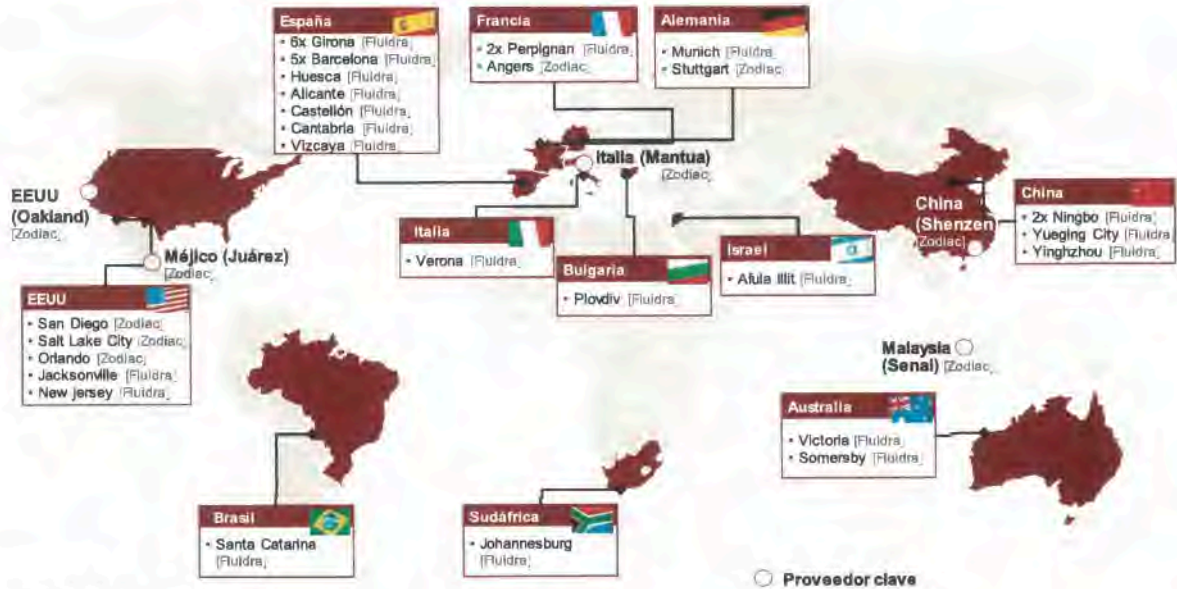 España
• 6x Girona [Fluidra]
• 5x Barcelona [Fluidra]
• Huesca [Fluidra]
• Alicante [Fluidra]
• Castellón [Fluidra]
• Cantabria [Fluidra]
• Vizcaya [Fluidra]
Francia
• 2x Perpignan [Fluidra]
• Angers [Zodiac]
Alemania
• Munich [Fluidra]
• Stuttgart [Zodiac]
EEUU
(Oakland)
[Zodiac]
Méjico (Juárez)
[Zodiac]
EEUU
• San Diego [Zodiac]
• Salt Lake City [Zodiac]
• Orlando [Zodiac]
• Jacksonville [Fluidra]
• New jersey [Fluidra]
Italia (Mantua)
[Zodiac]
Italia
• Verona [Fluidra]
Bulgaria
• Plovdiv [Fluidra]
Israel
• Afula Illit [Fluidra]
China
(Shenzen)
[Zodiac]
China
• 2x Ningbo [Fluidra]
• Yueging City [Fluidra]
• Yinghzhou [Fluidra]
Malaysia
(Senai) [Zodiac]
Australia
• Victoria [Fluidra]
• Somersby [Fluidra]
Brasil
• Santa Catarina
[Fluidra]
Sudáfrica
• Johannesburg
[Fluidra]
Proveedor clave